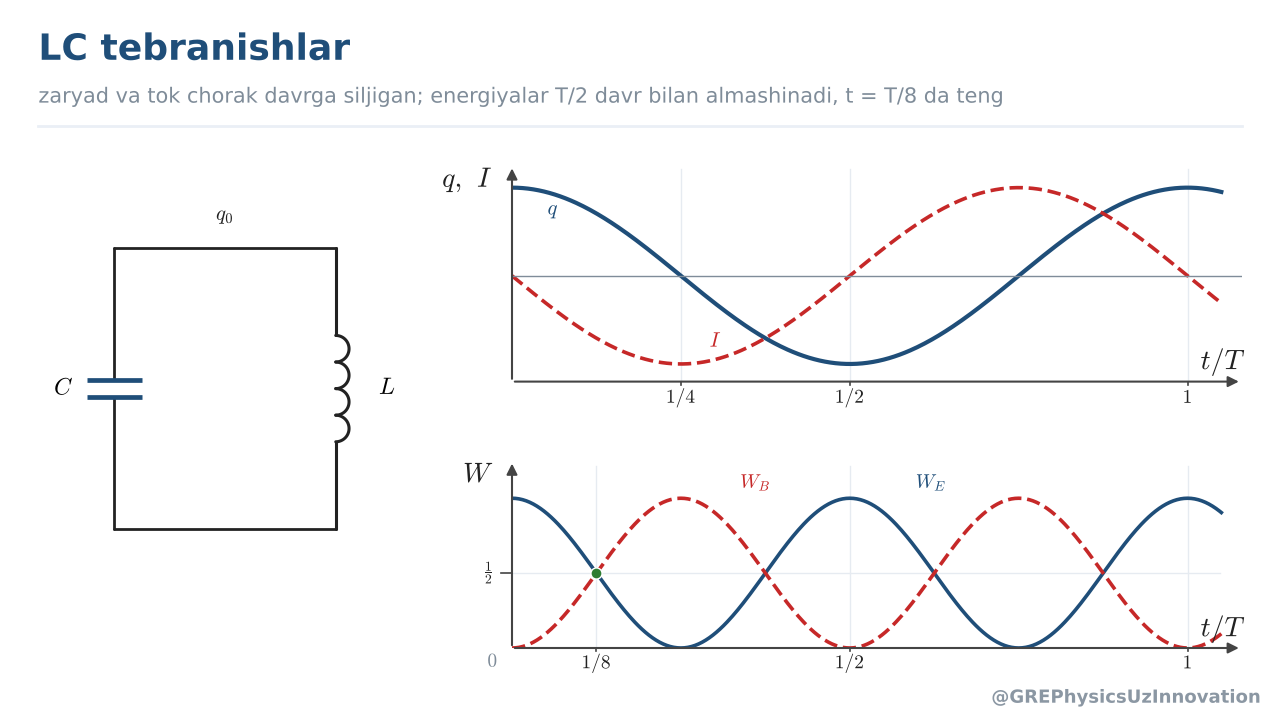 LC tebranishlar
zaryad va tok chorak davrga siljigan; energiyalar T/2 davr bilan almashinadi, t = T/8 da teng
q₀
C
L
q, I
q
I
t/T
1/4
1/2
1
W
W_B
W_E
1/2
0
t/T
1/8
1/2
1
@GREPhysicsUzInnovation